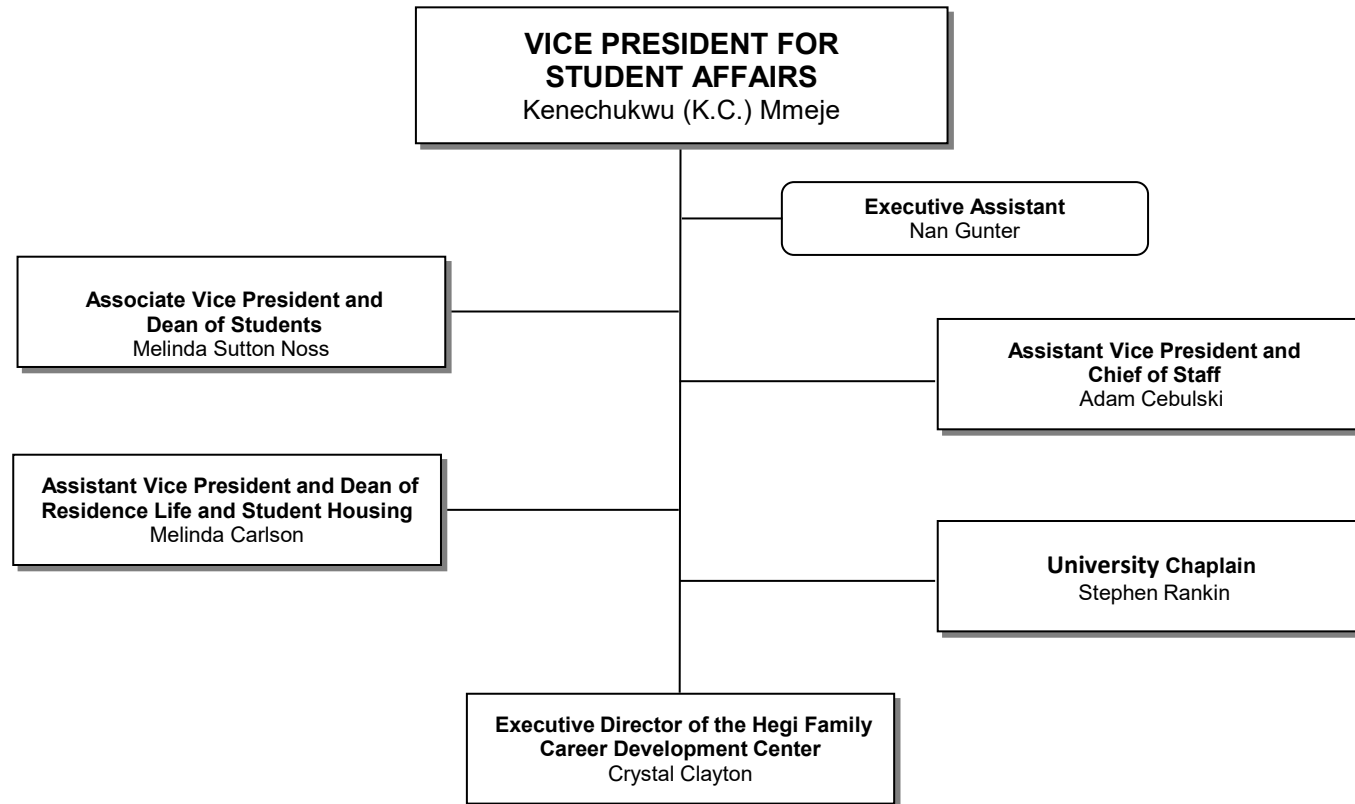 VICE PRESIDENT FOR
STUDENT AFFAIRS
Kenechukwu (K.C.) Mmeje
Executive Assistant
Nan Gunter
Associate Vice President and
Dean of Students
Melinda Sutton Noss
Assistant Vice President and
Chief of Staff
Adam Cebulski
Assistant Vice President and Dean of
Residence Life and Student Housing
Melinda Carlson
University Chaplain
Stephen Rankin
Executive Director of the Hegi Family
Career Development Center
Crystal Clayton